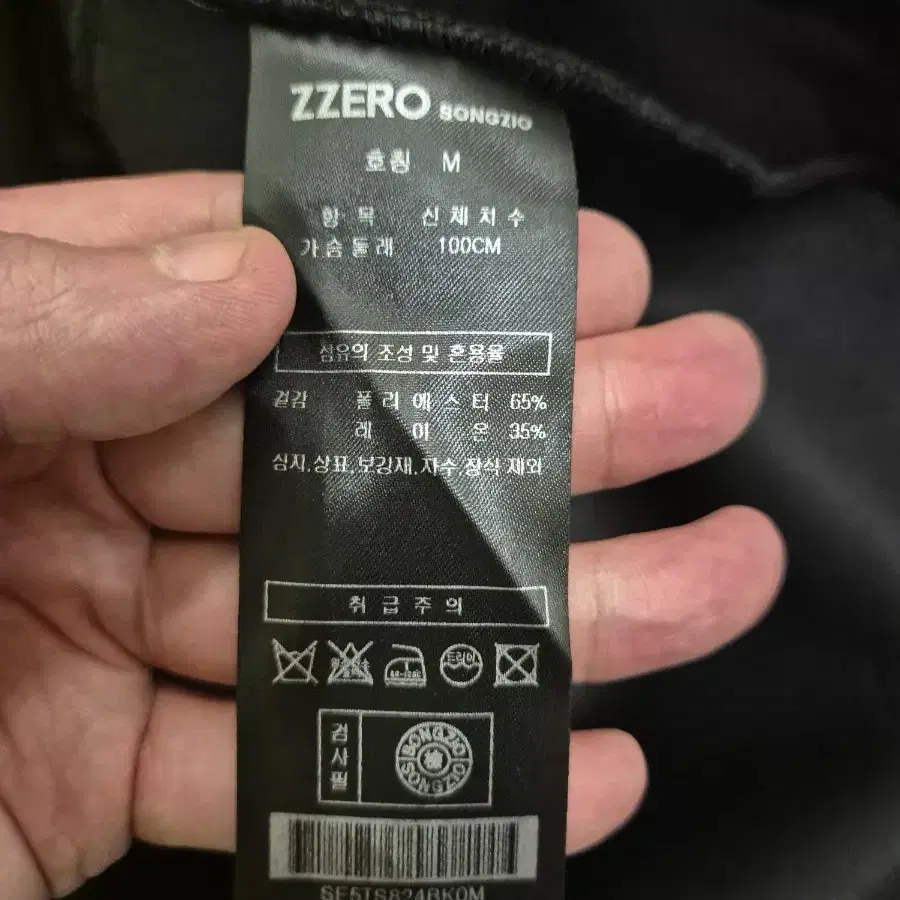 ZZERO SONGZIO
호칭 M
항목 신체치수
가슴둘레 100CM
섬유의 조성 및 혼용율
겉감 폴리에스터 65%
레이온 35%
심지,상표,보강재,자수 장식 제외
취급주의
드라이
검사필
SONGZIO SONGZIO
SE5TS824BK0M